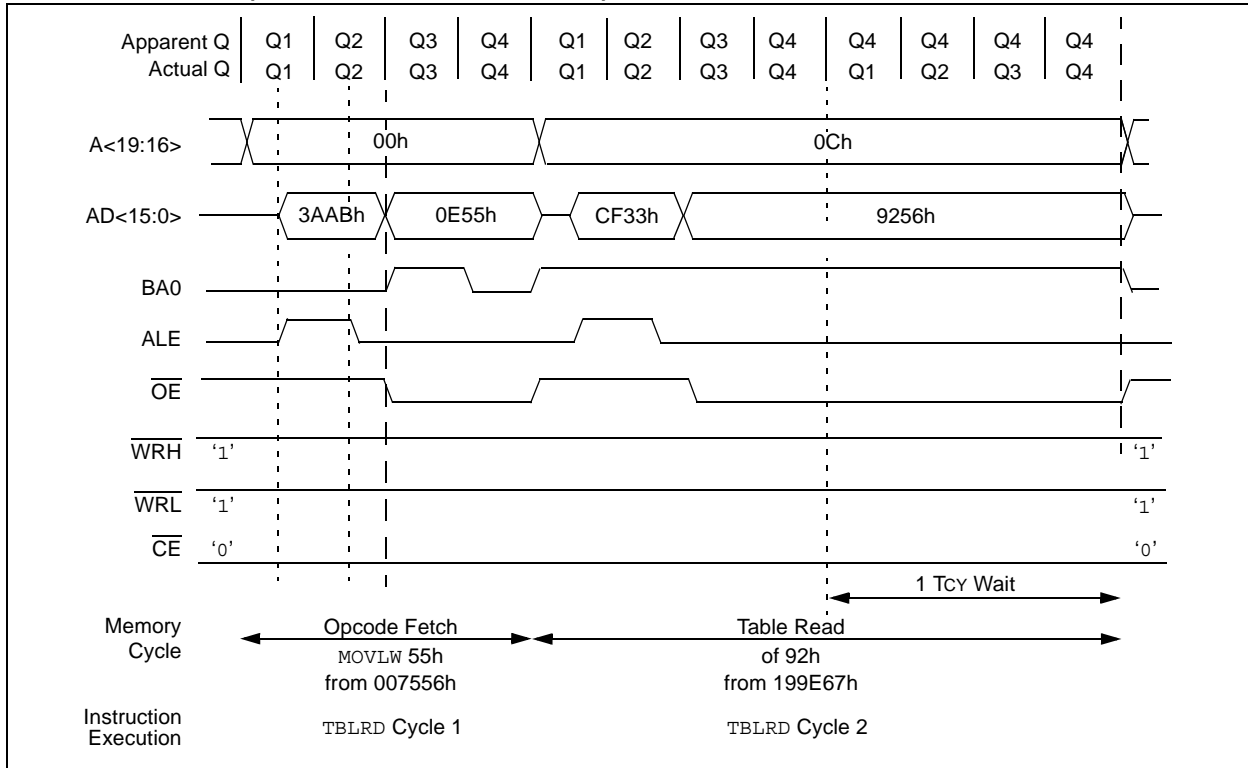 Apparent Q Q1 Q2 Q3 Q4 Q1 Q2 Q3 Q4 Q4 Q4 Q4 Q4
Actual Q Q1 Q2 Q3 Q4 Q1 Q2 Q3 Q4 Q1 Q2 Q3 Q4
A<19:16> 00h 0Ch
AD<15:0> 3AABh 0E55h CF33h 9256h
BA0
ALE
OE
WRH ‘1’ ‘1’
WRL ‘1’ ‘1’
CE ‘0’ ‘0’
1 TCY Wait
Memory Cycle Opcode Fetch Table Read
MOVLW 55h of 92h
from 007556h from 199E67h
Instruction Execution TBLRD Cycle 1 TBLRD Cycle 2